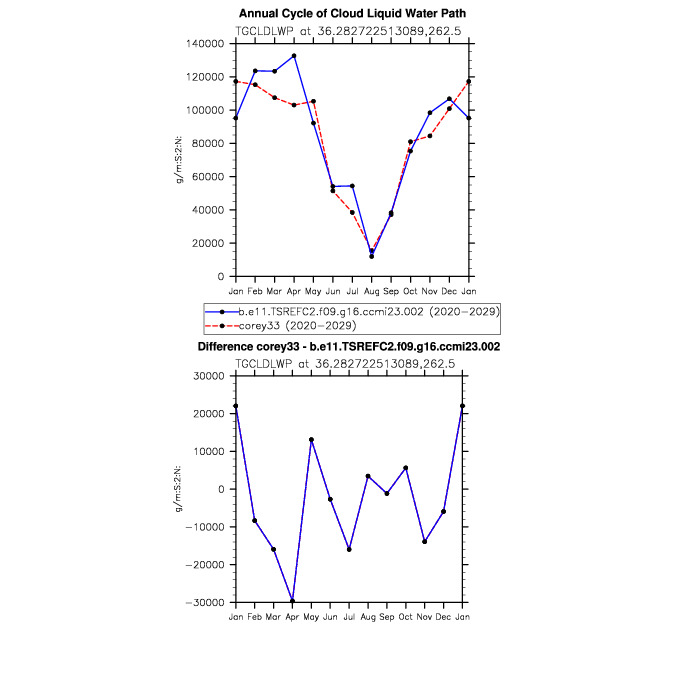 Annual Cycle of Cloud Liquid Water Path
TGCLDLWP at 36.282722513089,262.5
140000
120000
100000
80000
60000
40000
20000
0
g/m:S:2:N:
Jan Feb Mar Apr May Jun Jul Aug Sep Oct Nov Dec Jan
b.e11.TSREFC2.f09.g16.ccmi23.002 (2020-2029)
corey33 (2020-2029)
Difference corey33 - b.e11.TSREFC2.f09.g16.ccmi23.002
TGCLDLWP at 36.282722513089,262.5
30000
20000
10000
0
-10000
-20000
-30000
g/m:S:2:N:
Jan Feb Mar Apr May Jun Jul Aug Sep Oct Nov Dec Jan